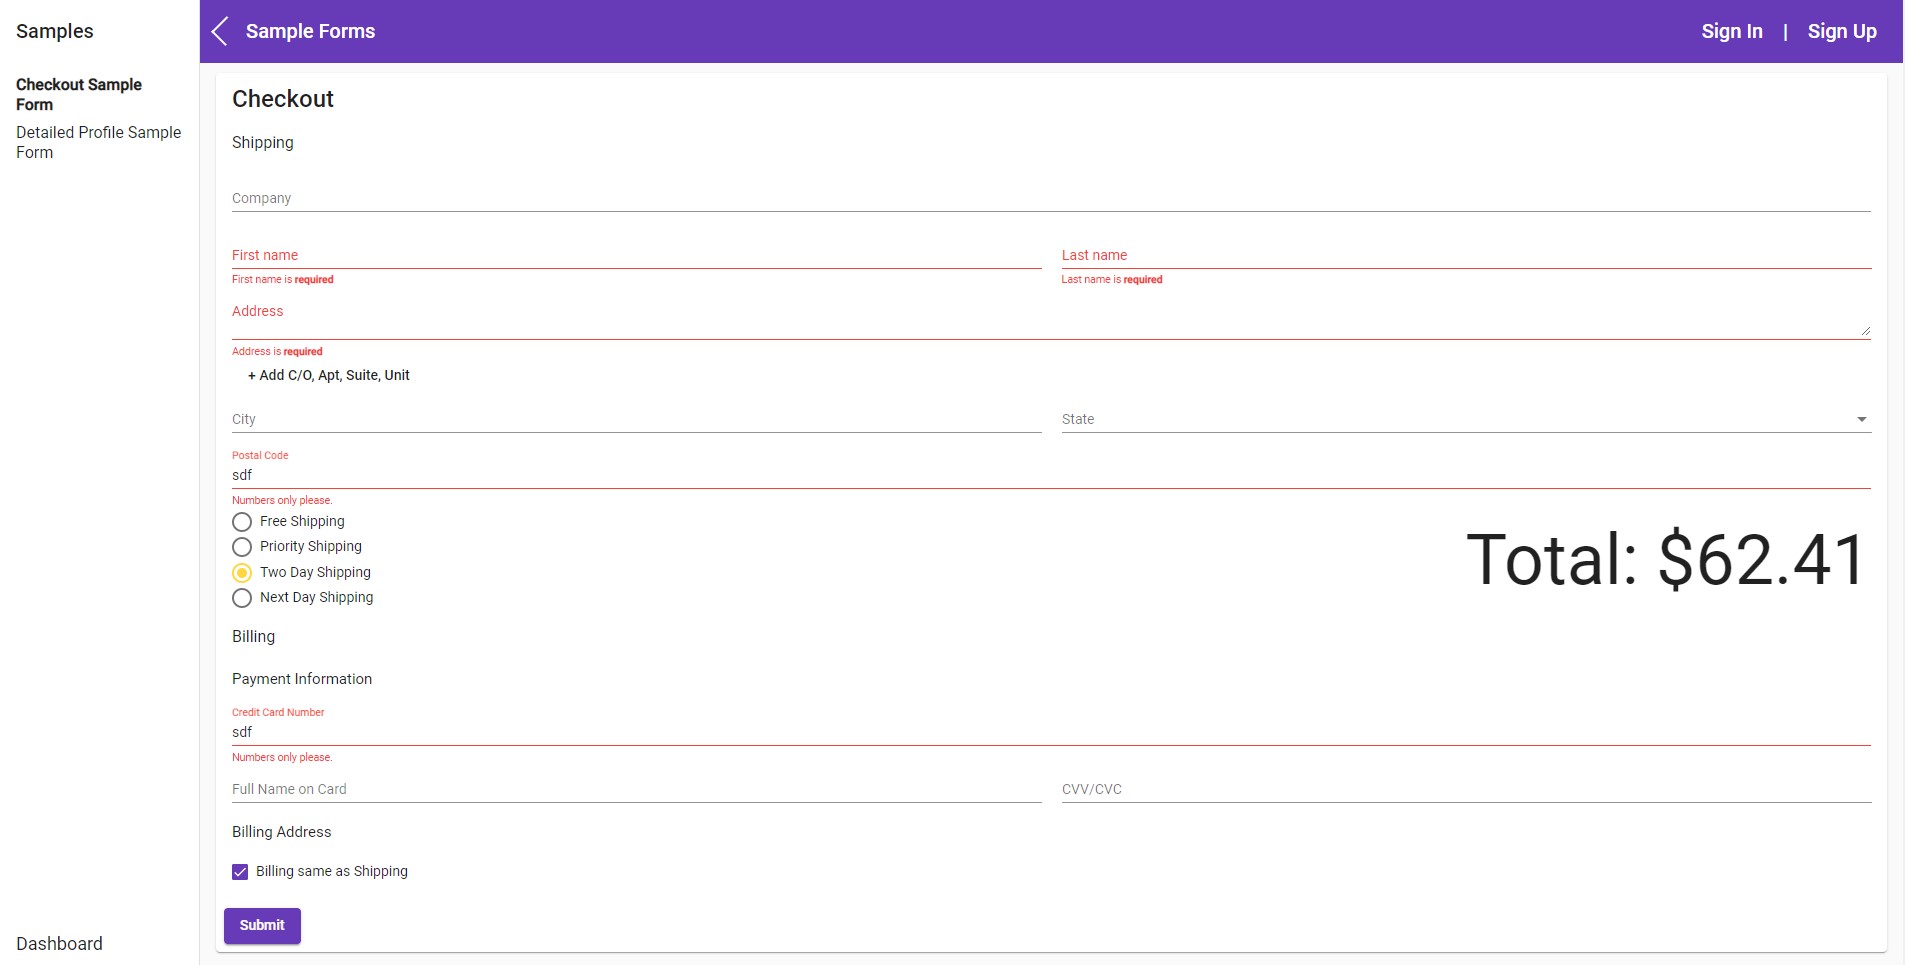 Samples
Checkout Sample
Form
Detailed Profile Sample
Form
Dashboard
Sample Forms
Sign In | Sign Up
Checkout
Shipping
Company
First name
Last name
First name is required
Last name is required
Address
Address is required
+ Add C/O, Apt, Suite, Unit
City
State
Postal Code
sdf
Numbers only please.
Free Shipping
Priority Shipping
Two Day Shipping
Next Day Shipping
Total: $62.41
Billing
Payment Information
Credit Card Number
sdf
Numbers only please.
Full Name on Card
CVV/CVC
Billing Address
Billing same as Shipping
Submit